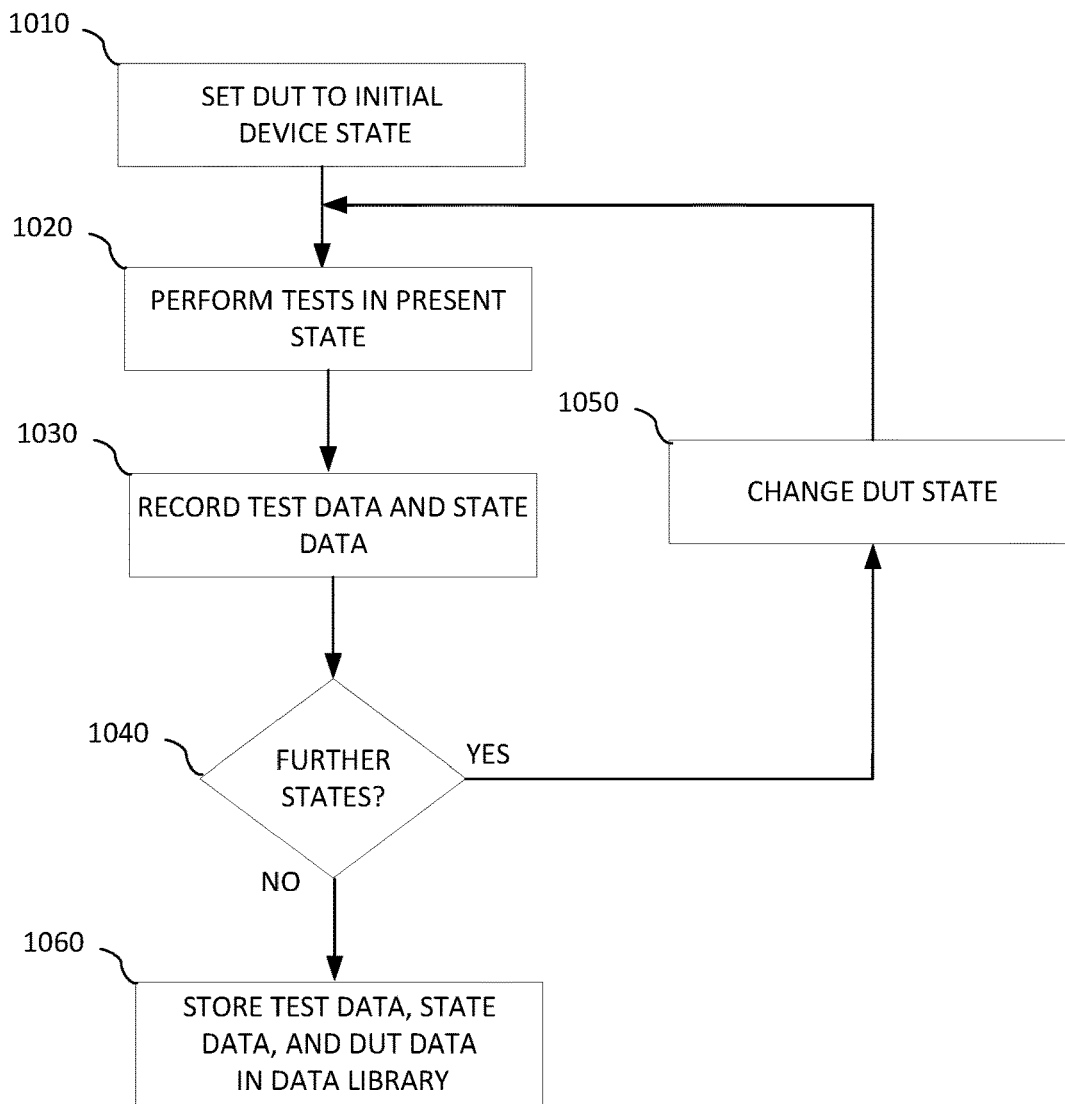 1010
SET DUT TO INITIAL
DEVICE STATE
1020
PERFORM TESTS IN PRESENT
STATE
1030
RECORD TEST DATA AND STATE
DATA
1040
FURTHER
STATES?
YES
1050
CHANGE DUT STATE
NO
1060
STORE TEST DATA, STATE
DATA, AND DUT DATA
IN DATA LIBRARY